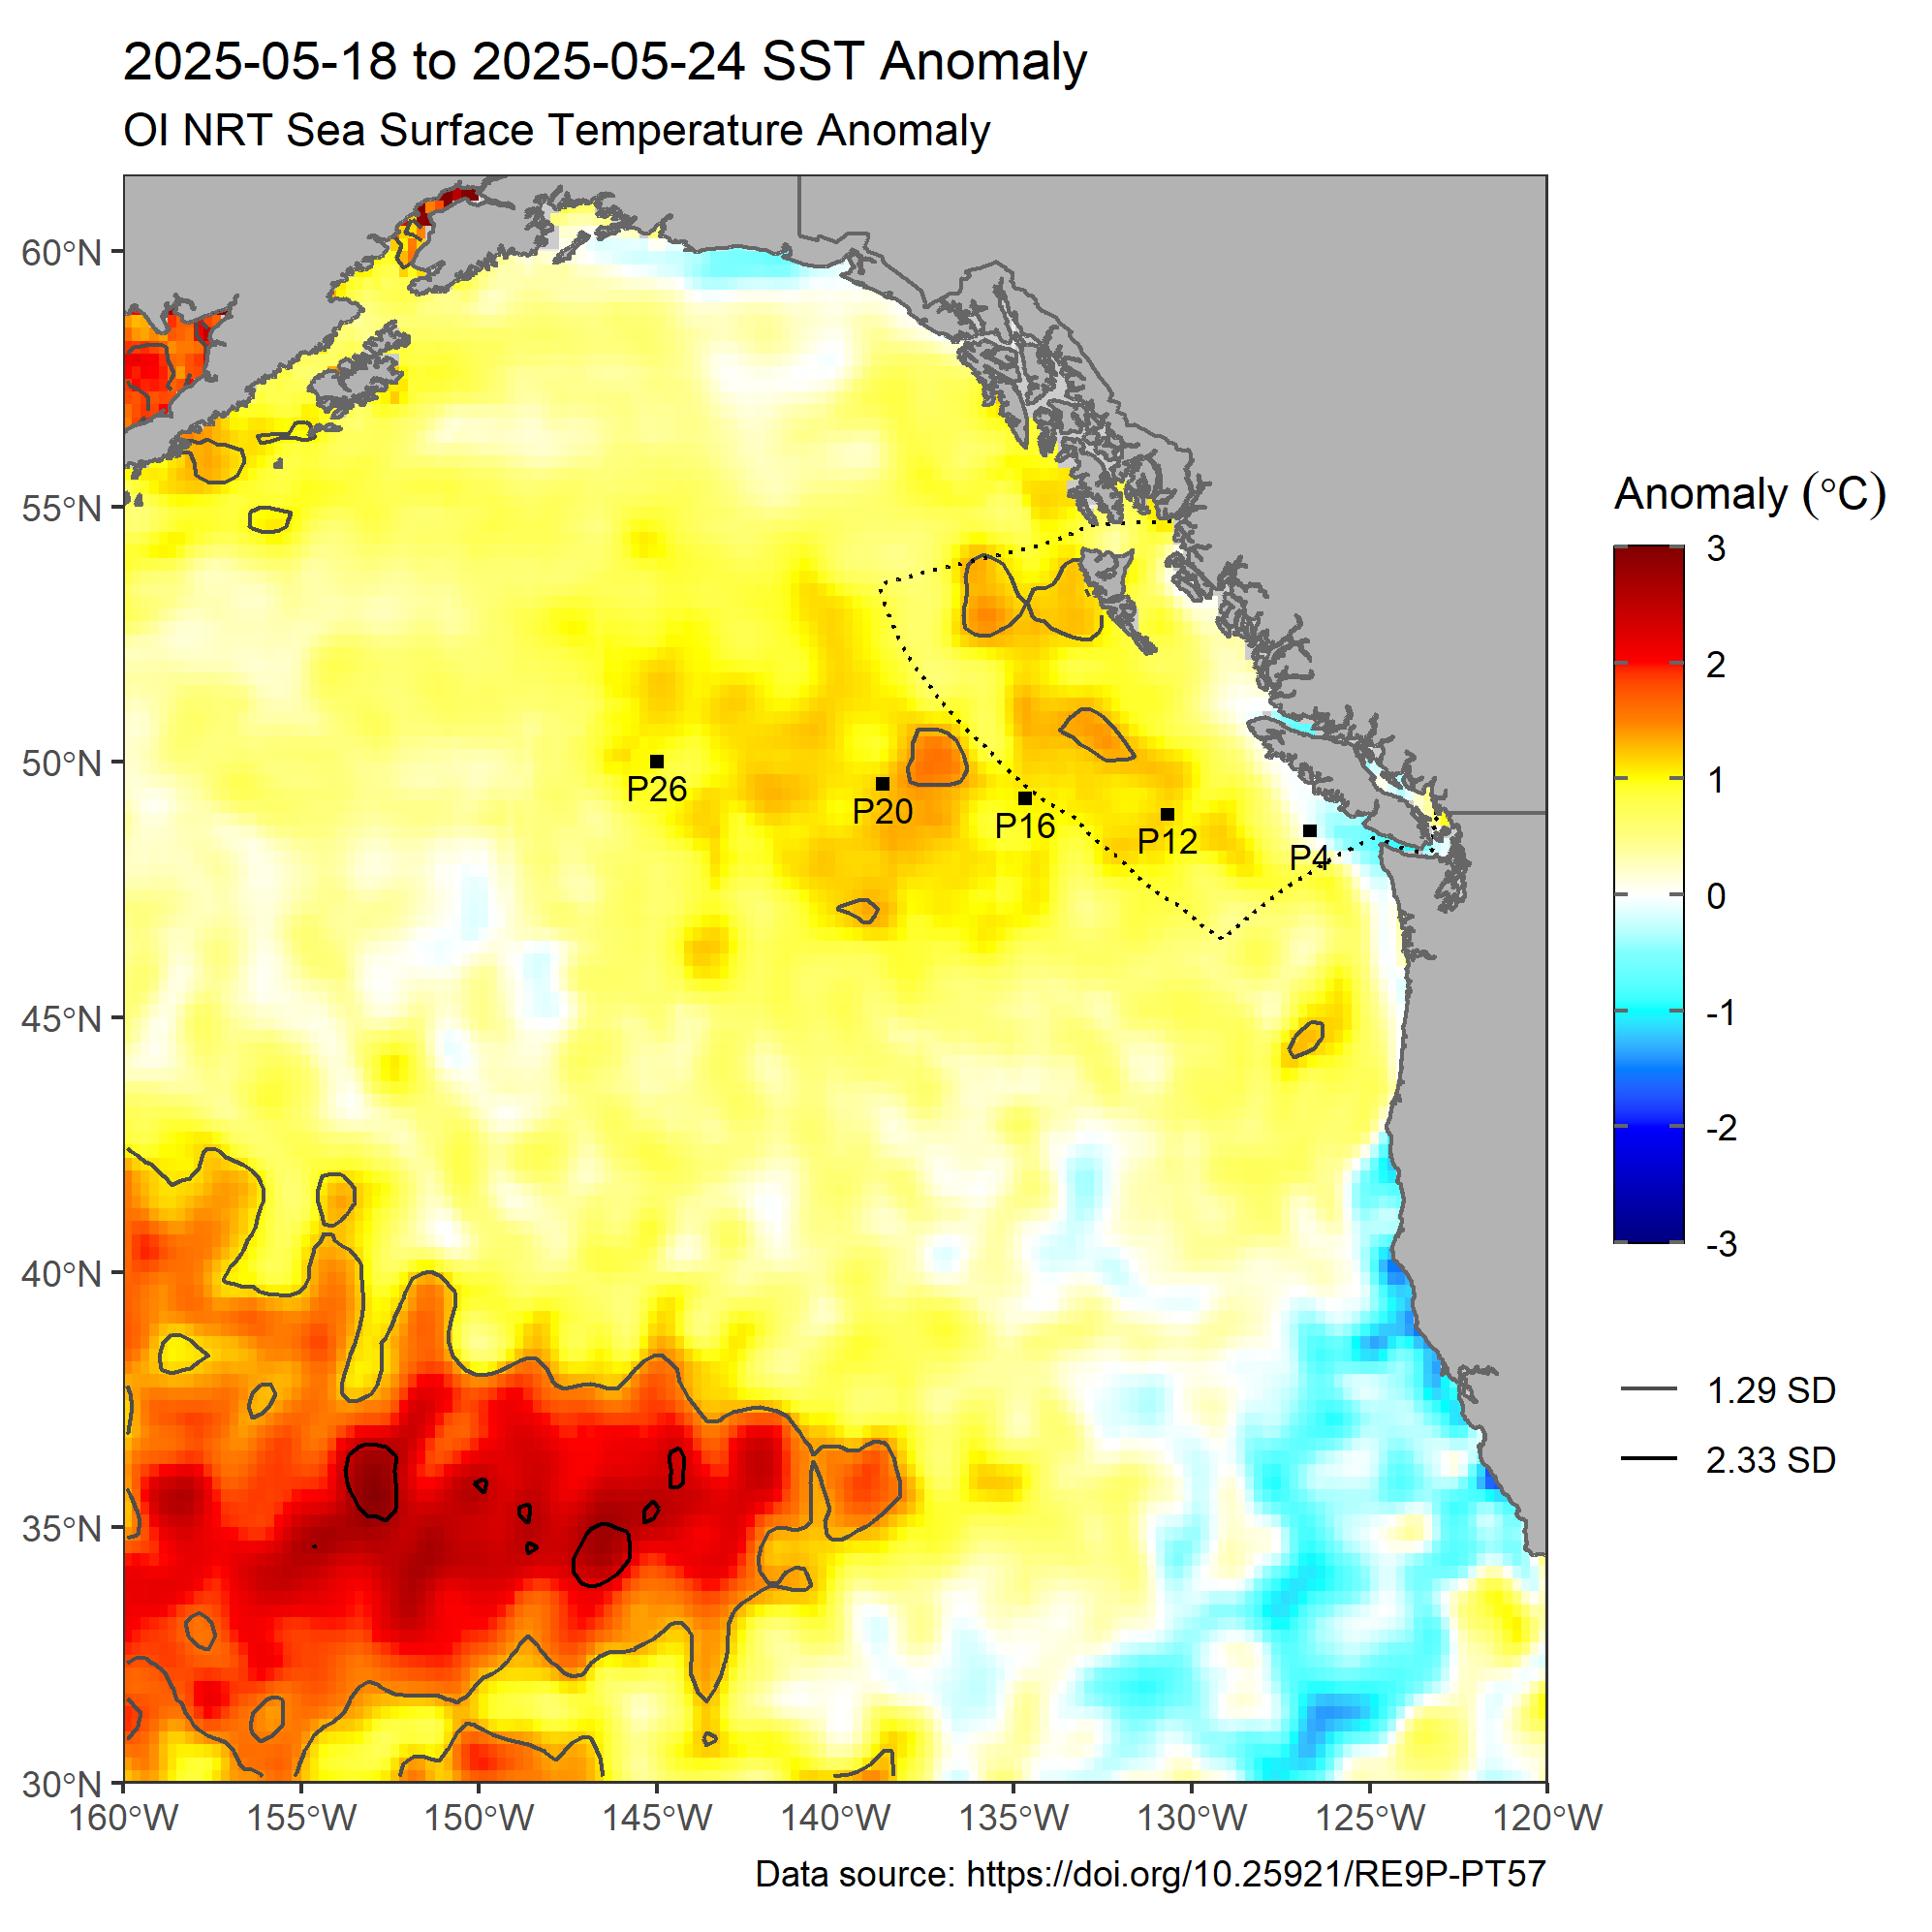 2025-05-18 to 2025-05-24 SST Anomaly
OI NRT Sea Surface Temperature Anomaly
60°N
55°N
50°N
45°N
40°N
35°N
30°N
P26
P20
P16
P12
P4
160°W
155°W
150°W
145°W
140°W
135°W
130°W
125°W
120°W
Anomaly (°C)
3
2
1
0
-1
-2
-3
1.29 SD
2.33 SD
Data source: https://doi.org/10.25921/RE9P-PT57